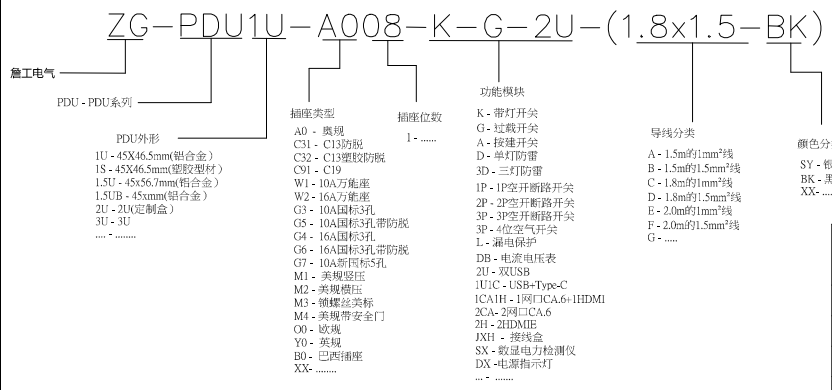 ZG-PDU1U-A008-K-G-2U-(1.8x1.5-BK)
詹工电气
PDU - PDU系列
PDU外形
1U - 45X46.5mm(铝合金)
1S - 45X46.5mm(塑胶型材)
1.5U - 45x56.7mm(铝合金)
1.5UB - 45xmm(铝合金)
2U - 2U(定制盒)
3U - 3U
.... - ........
插座类型
A0 - 奥规
C31 - C13防脱
C32 - C13塑胶防脱
C91 - C19
W1 - 10A万能座
W2 - 16A万能座
G3 - 10A国标3孔
G5 - 10A国标3孔带防脱
G4 - 16A国标3孔
G6 - 16A国标3孔带防脱
G7 - 10A新国标5孔
M1 - 美规竖压
M2 - 美规横压
M3 - 锁螺丝美标
M4 - 美规带安全门
O0 - 欧规
Y0 - 英规
B0 - 巴西插座
XX- ........
插座位数
1 - ......
功能模块
K - 带灯开关
G - 过载开关
A - 按建开关
D - 单灯防雷
3D - 三灯防雷
1P - 1P空开断路开关
2P - 2P空开断路开关
3P - 3P空开断路开关
3P - 4位空气开关
L - 漏电保护
DB - 电流电压表
2U - 双USB
1U1C - USB+Type-C
1CA1H - 1网口CA.6+1HDMI
2CA- 2网口CA.6
2H - 2HDMIE
JXH - 接线盒
SX - 数显电力检测仪
DX -电源指示灯
... - .......
导线分类
A - 1.5m的1mm²线
B - 1.5m的1.5mm²线
C - 1.8m的1mm²线
D - 1.8m的1.5mm²线
E - 2.0m的1mm²线
F - 2.0m的1.5mm²线
G - .....
颜色分
SY - 银
BK - 黑
XX- ....